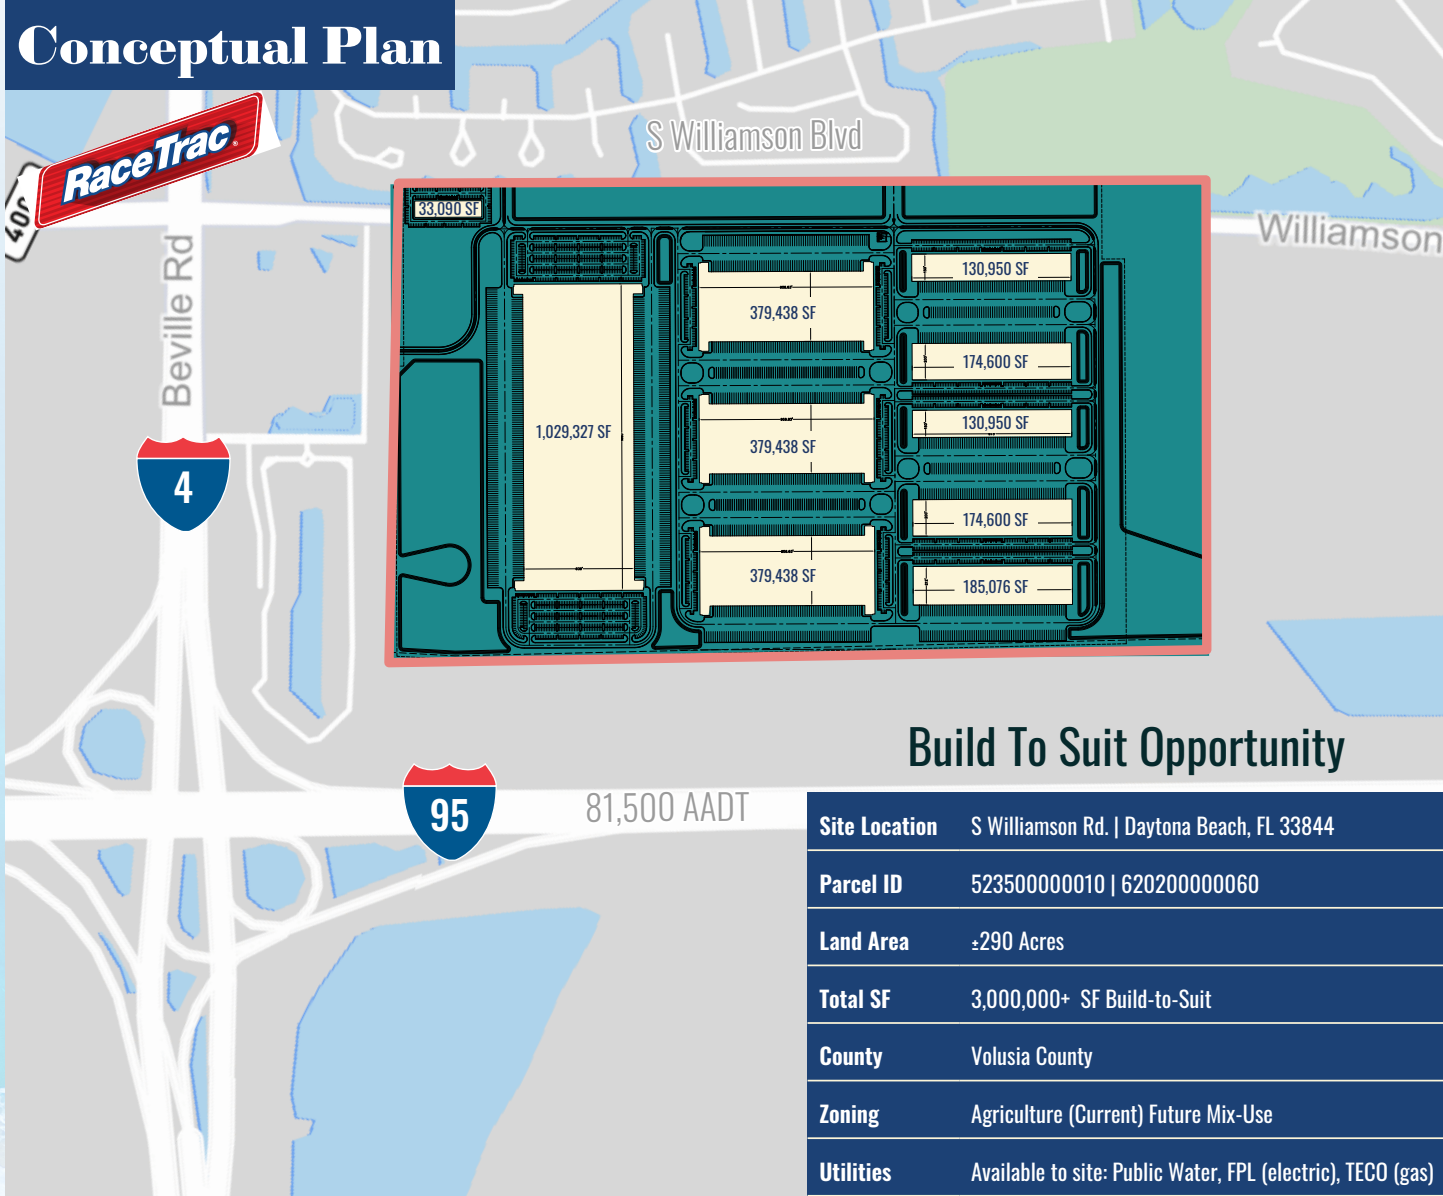 Conceptual Plan
RaceTrac
S Williamson Blvd
Williamson
Beville Rd
33,090 SF
130,950 SF
379,438 SF
174,600 SF
130,950 SF
1,029,327 SF
379,438 SF
174,600 SF
379,438 SF
185,076 SF
4
95
81,500 AADT
Build To Suit Opportunity
Site Location S Williamson Rd. | Daytona Beach, FL 33844
Parcel ID 523500000010 | 620200000060
Land Area ±290 Acres
Total SF 3,000,000+ SF Build-to-Suit
County Volusia County
Zoning Agriculture (Current) Future Mix-Use
Utilities Available to site: Public Water, FPL (electric), TECO (gas)